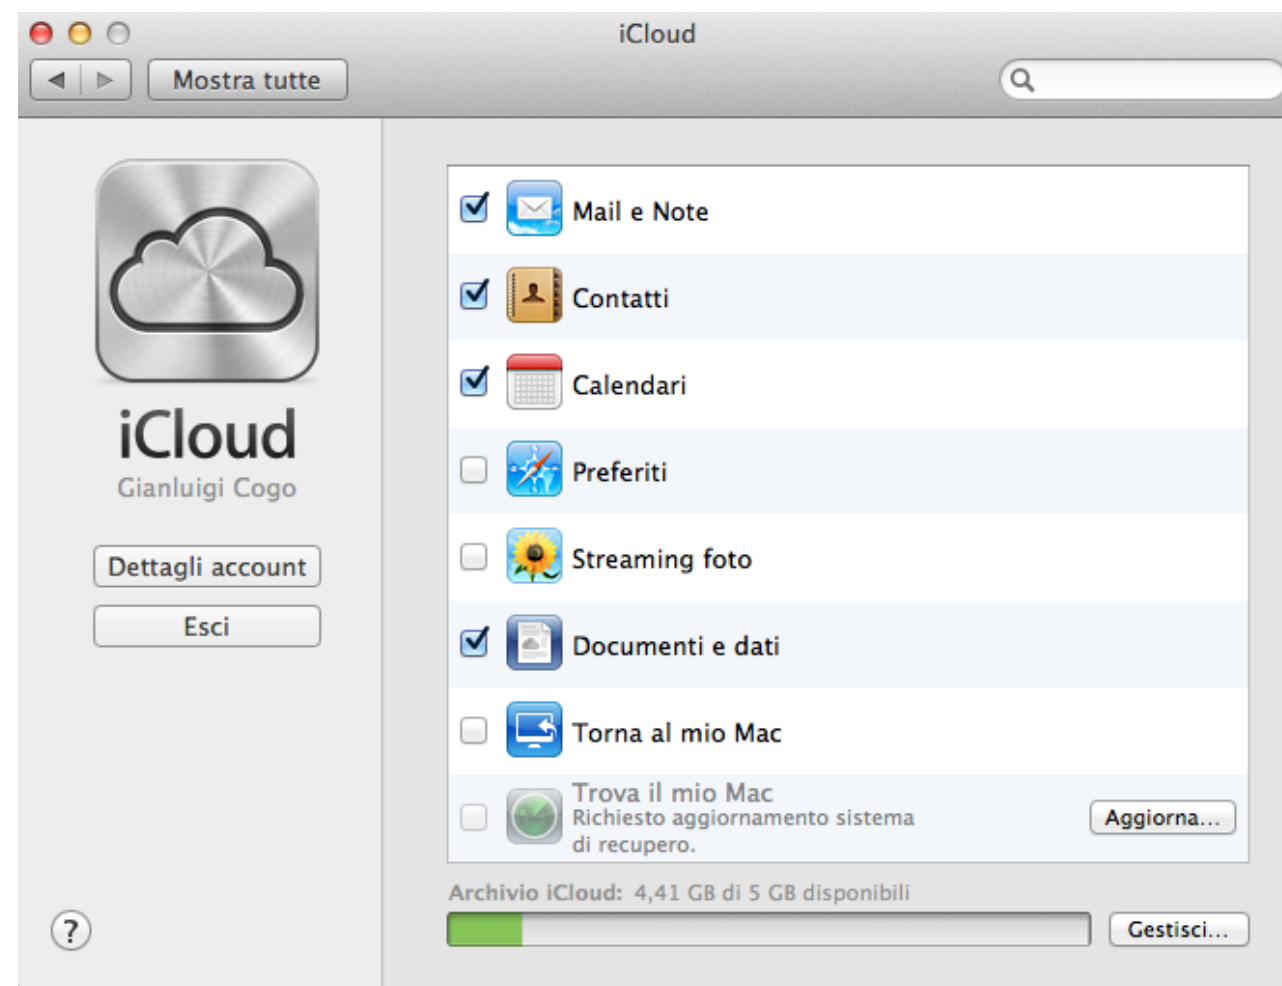 iCloud
Mostra tutte
iCloud
Gianluigi Cogo
Dettagli account
Esci
Mail e Note
Contatti
Calendari
Preferiti
Streaming foto
Documenti e dati
Torna al mio Mac
Trova il mio Mac
Richiesto aggiornamento sistema
di recupero.
Aggiorna...
Archivio iCloud: 4,41 GB di 5 GB disponibili
Gestisci...
?